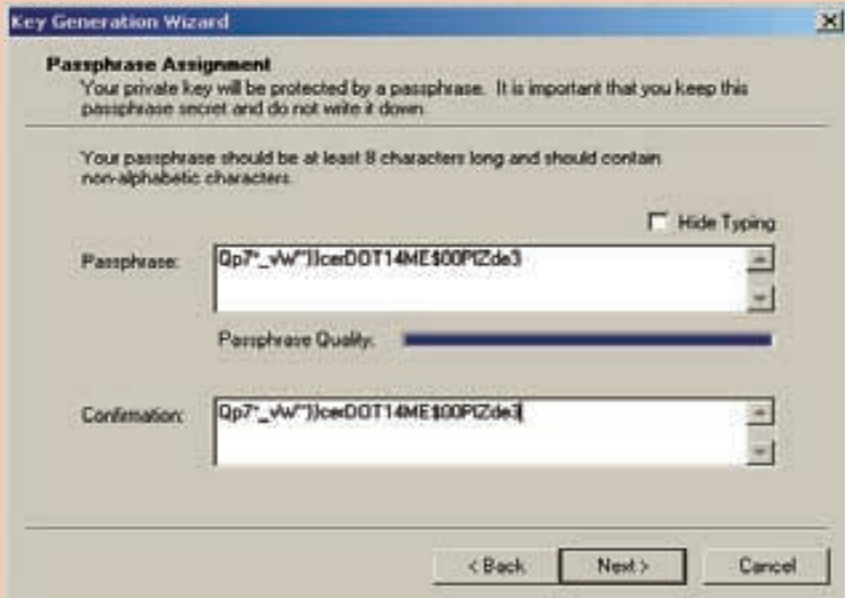 Key Generation Wizard
Passphrase Assignment
Your private key will be protected by a passphrase. It is important that you keep this
passphrase secret and do not write it down.
Your passphrase should be at least 8 characters long and should contain
non-alphabetic characters.
Hide Typing
Passphrase:
Passphrase Quality:
Confirmation:
< Back
Next >
Cancel